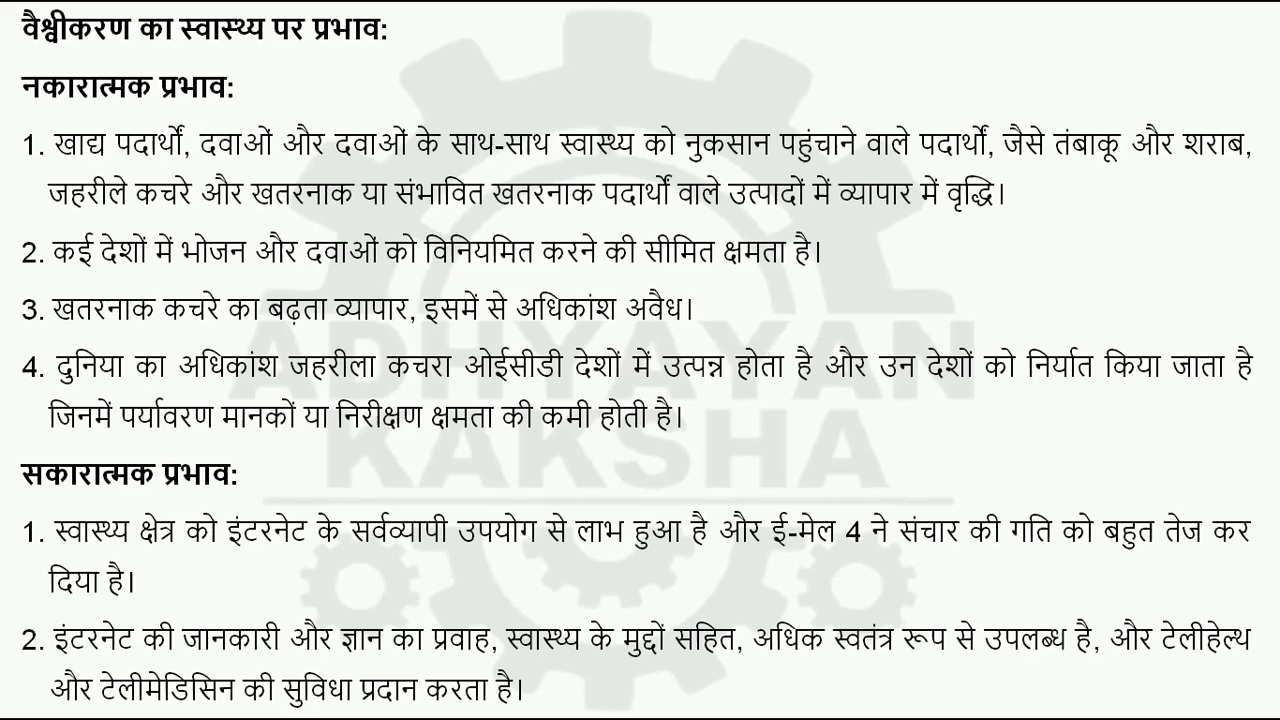 वैश्वीकरण का स्वास्थ्य पर प्रभाव:
नकारात्मक प्रभाव:
1. खाद्य पदार्थों, दवाओं और दवाओं के साथ-साथ स्वास्थ्य को नुकसान पहुंचाने वाले पदार्थों, जैसे तंबाकू और शराब,
जहरीले कचरे और खतरनाक या संभावित खतरनाक पदार्थों वाले उत्पादों में व्यापार में वृद्धि।
2. कई देशों में भोजन और दवाओं को विनियमित करने की सीमित क्षमता है।
3. खतरनाक कचरे का बढ़ता व्यापार, इसमें से अधिकांश अवैध।
4. दुनिया का अधिकांश जहरीला कचरा ओईसीडी देशों में उत्पन्न होता है और उन देशों को निर्यात किया जाता है
जिनमें पर्यावरण मानकों या निरीक्षण क्षमता की कमी होती है।
सकारात्मक प्रभाव:
1. स्वास्थ्य क्षेत्र को इंटरनेट के सर्वव्यापी उपयोग से लाभ हुआ है और ई-मेल 4 ने संचार की गति को बहुत तेज कर
दिया है।
2. इंटरनेट की जानकारी और ज्ञान का प्रवाह, स्वास्थ्य के मुद्दों सहित, अधिक स्वतंत्र रूप से उपलब्ध है, और टेलीहेल्थ
और टेलीमेडिसिन की सुविधा प्रदान करता है।
ADHYAYAN
KAKSHA